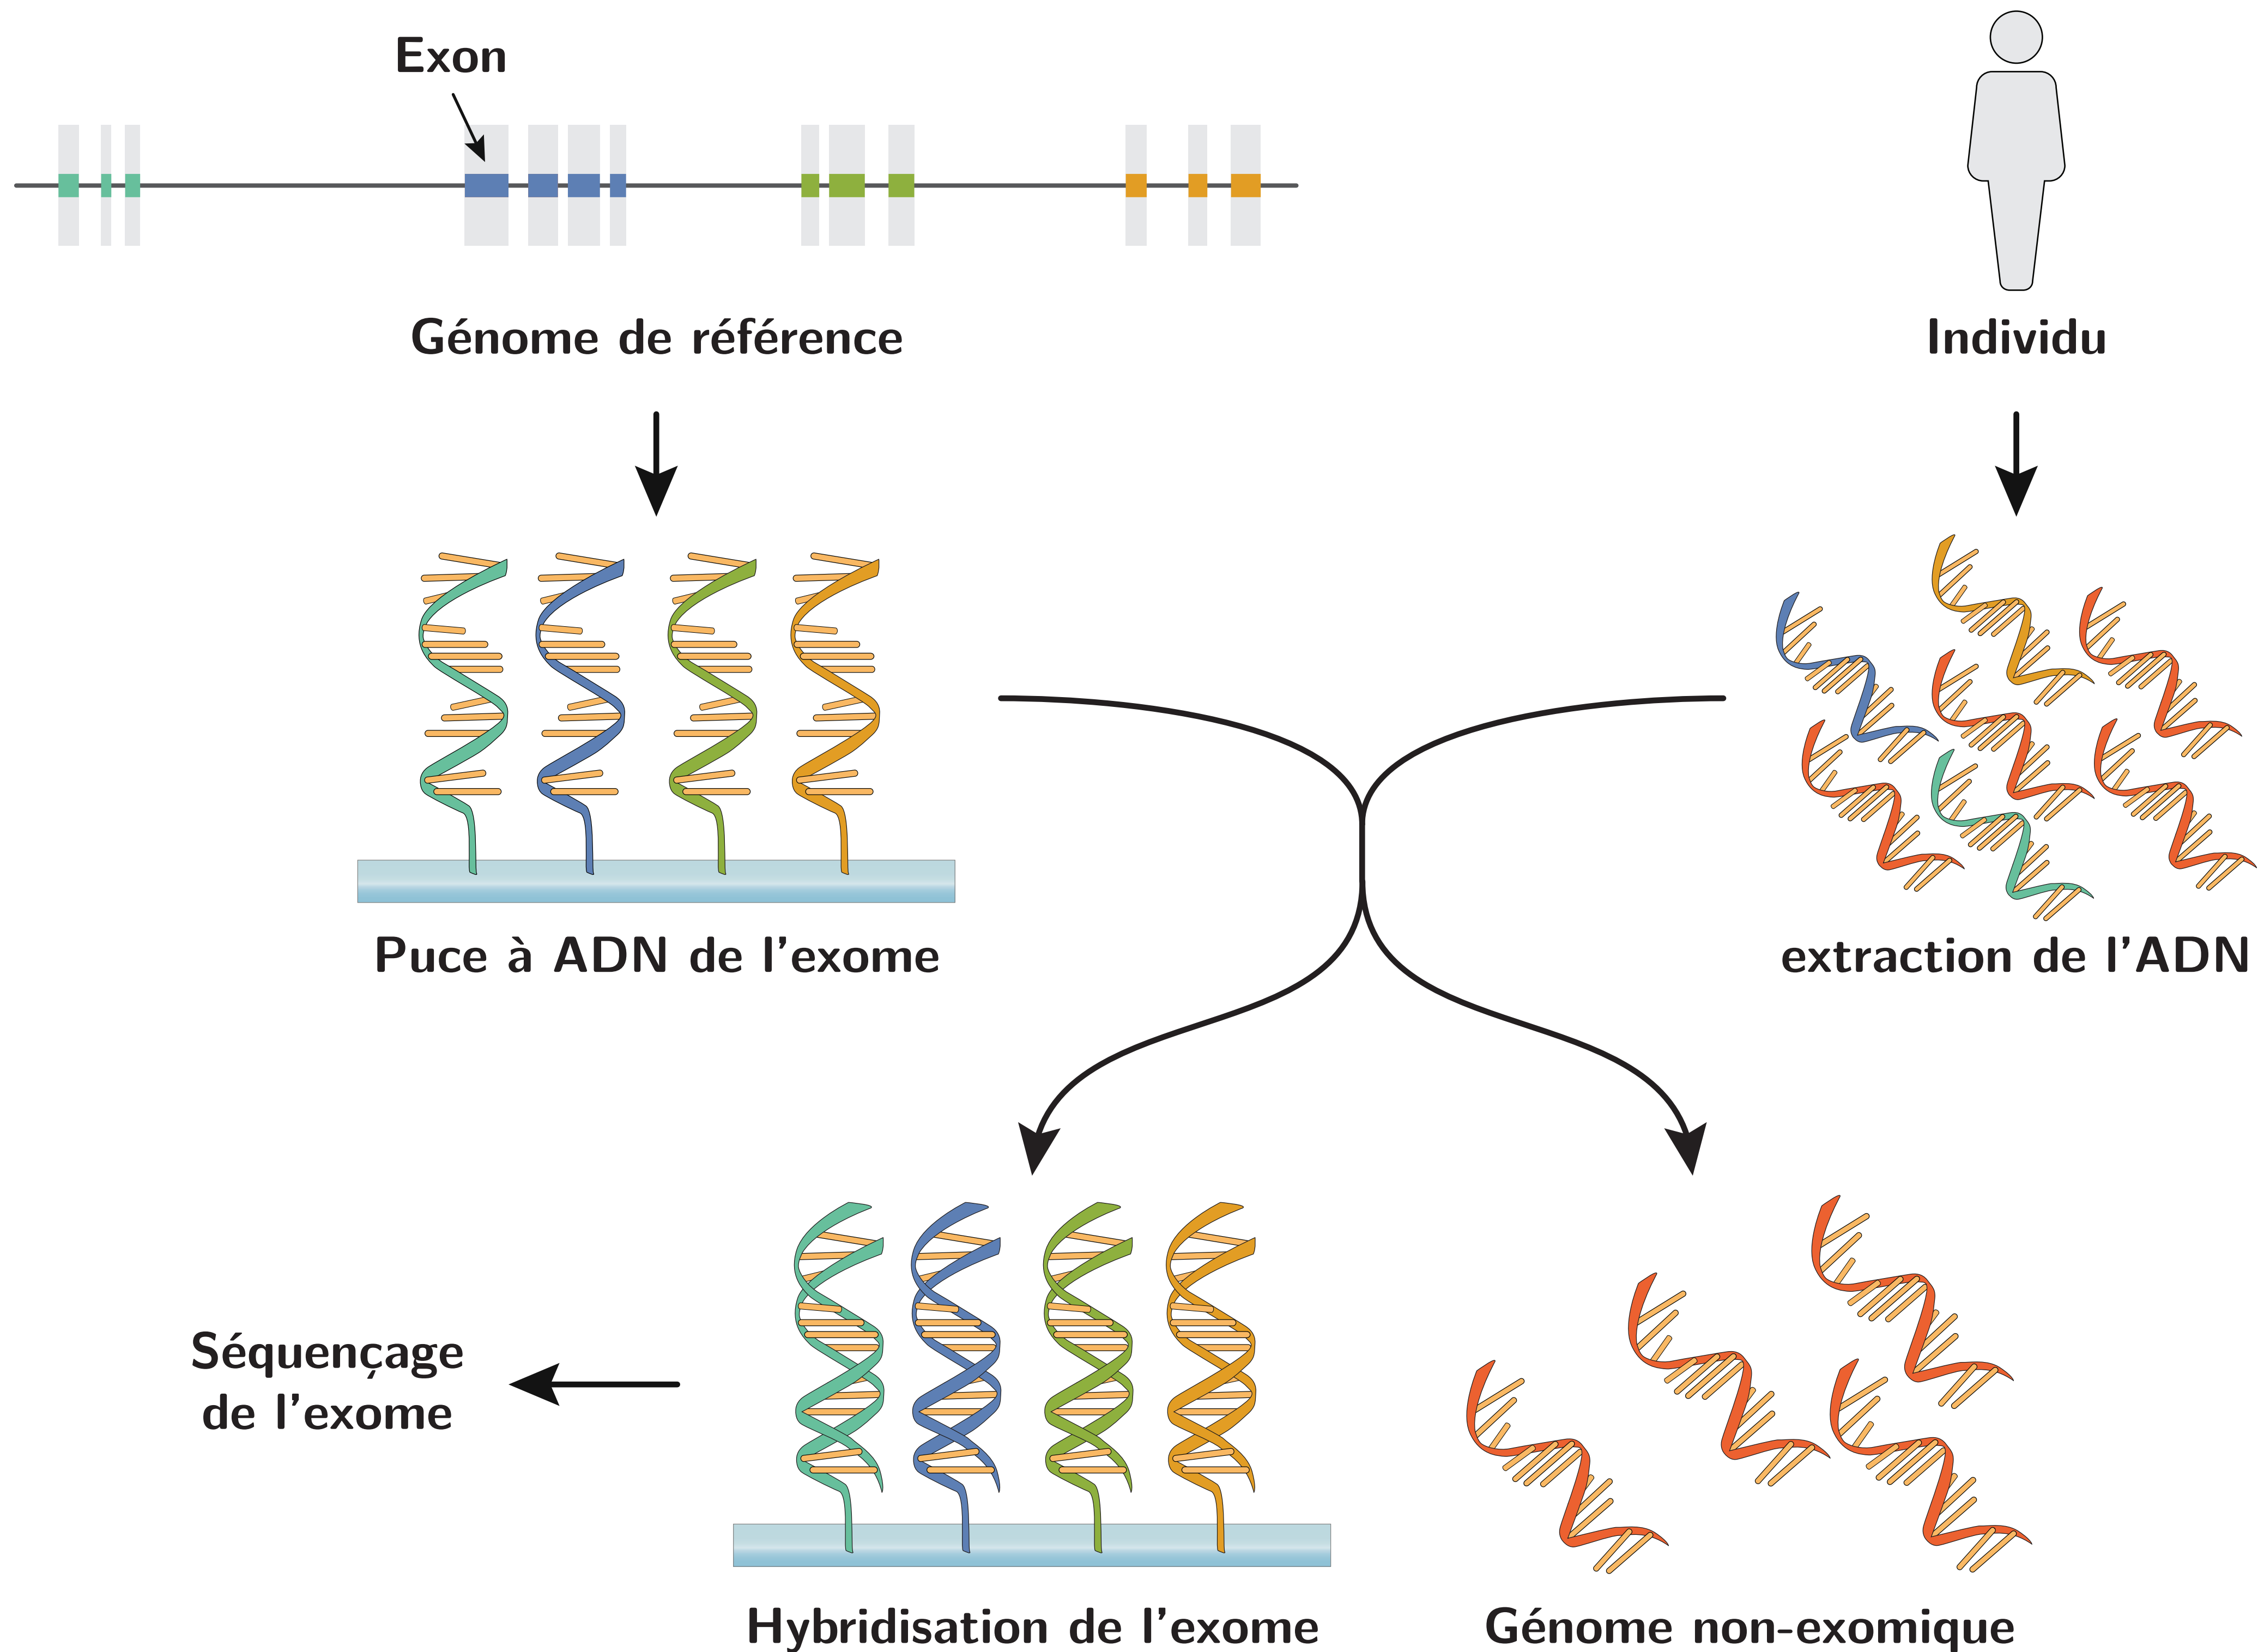 Exon
Génome de référence
Individu
Puce à ADN de l'exome
extraction de l'ADN
Séquençage
de l'exome
Hybridisation de l'exome
Génome non-exomique